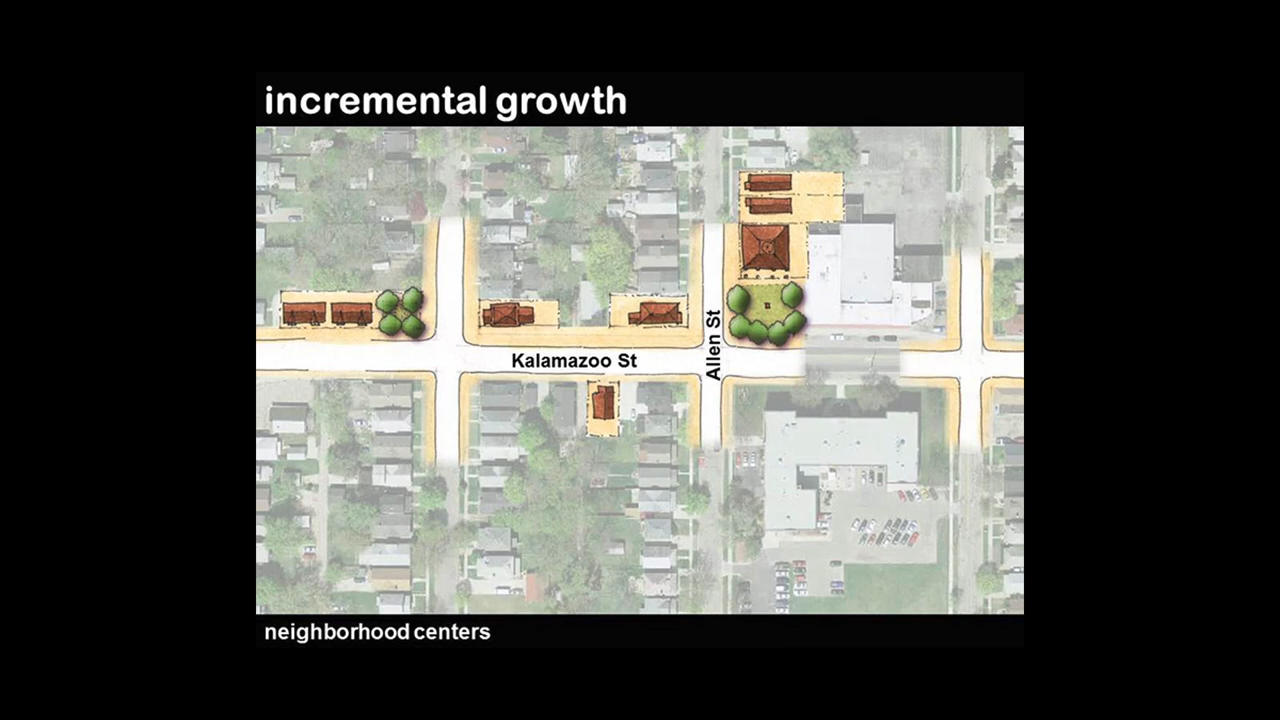 incremental growth
Kalamazoo St
Allen St
neighborhood centers